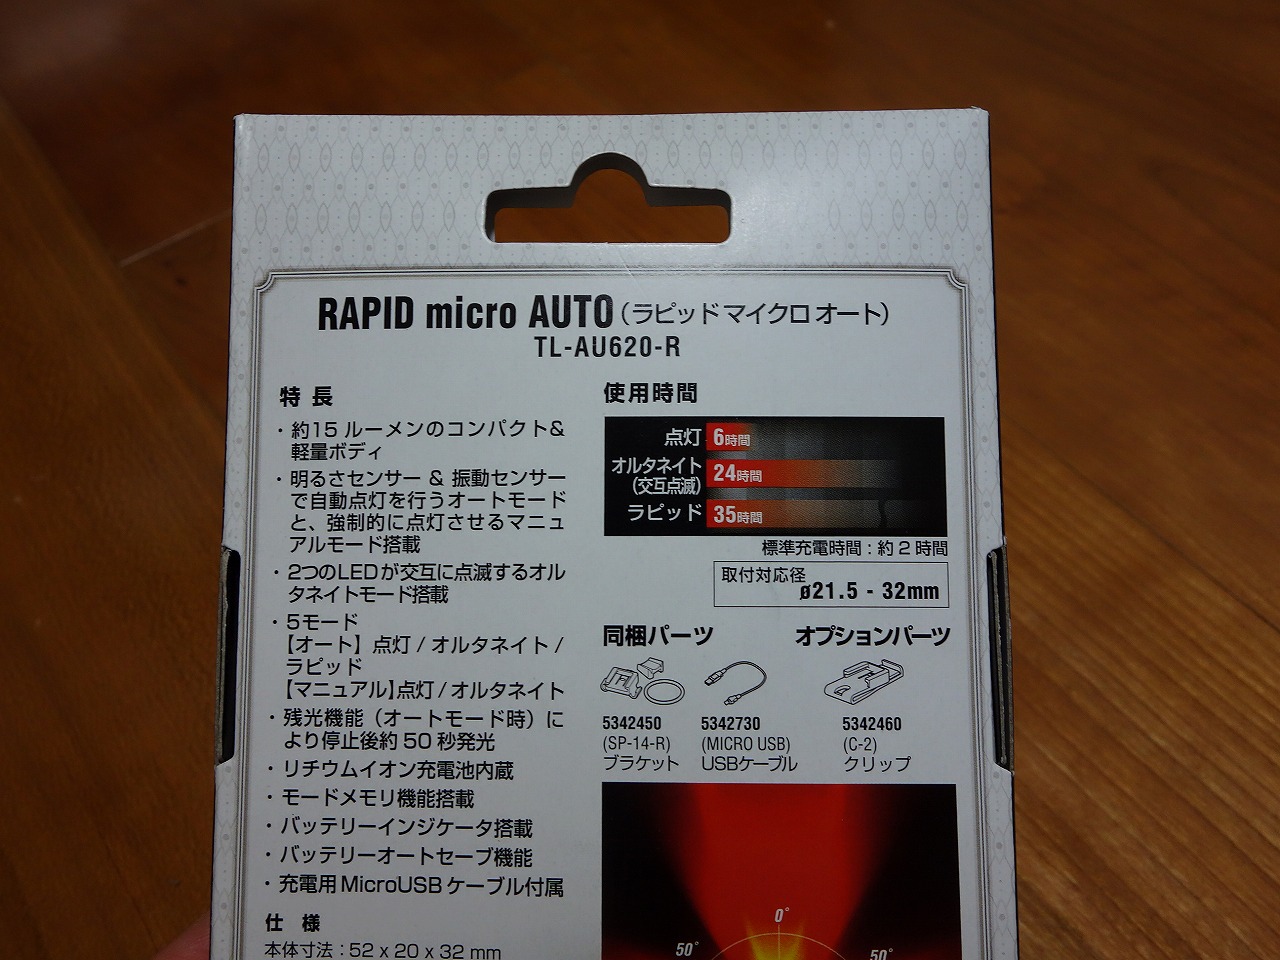 RAPID micro AUTO（ラピッド マイクロ オート）
TL-AU620-R
特 長
・約15 ルーメンのコンパクト&
軽量ボディ
・明るさセンサー & 振動センサー
で自動点灯を行うオートモード
と、強制的に点灯させるマニュ
アルモード搭載
・2つのLEDが交互に点滅するオル
タネイトモード搭載
・5モード
【オート】点灯 / オルタネイト /
ラピッド
【マニュアル】点灯 / オルタネイト
・残光機能（オートモード時）に
より停止後約 50 秒発光
・リチウムイオン充電池内蔵
・モードメモリ機能搭載
・バッテリーインジケータ搭載
・バッテリーオートセーブ機能
・充電用 MicroUSB ケーブル付属
仕 様
本体寸法 : 52 x 20 x 32 mm
使用時間
点灯 6時間
オルタネイト 24時間
(交互点滅)
ラピッド 35時間
標準充電時間 : 約 2 時間
取付対応径
ø21.5 - 32mm
同梱パーツ
5342450
(SP-14-R)
ブラケット
5342730
(MICRO USB)
USBケーブル
オプションパーツ
5342460
(C-2)
クリップ
0°
50° 50°